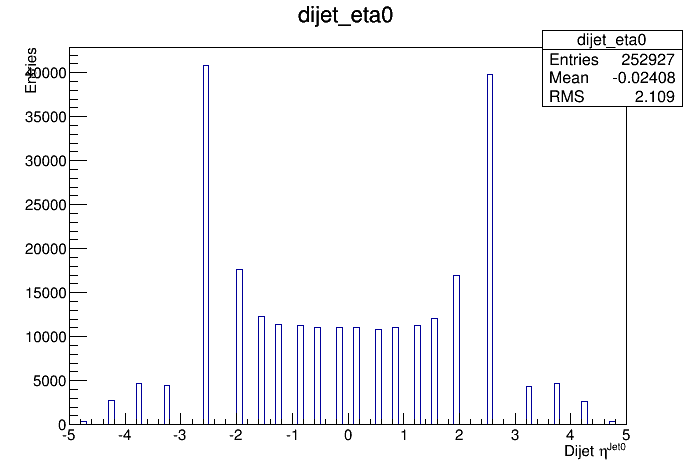 dijet_eta0
dijet_eta0
Entries 252927
Mean -0.02408
RMS 2.109
Entries
40000
35000
30000
25000
20000
15000
10000
5000
0
-5 -4 -3 -2 -1 0 1 2 3 4 5
Dijet η^Jet0